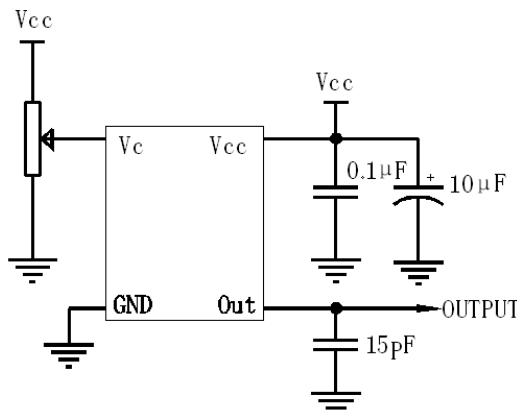 Vcc
Vcc
Vc
Vcc
0.1μF
+
10μF
GND
Out
OUTPUT
15pF